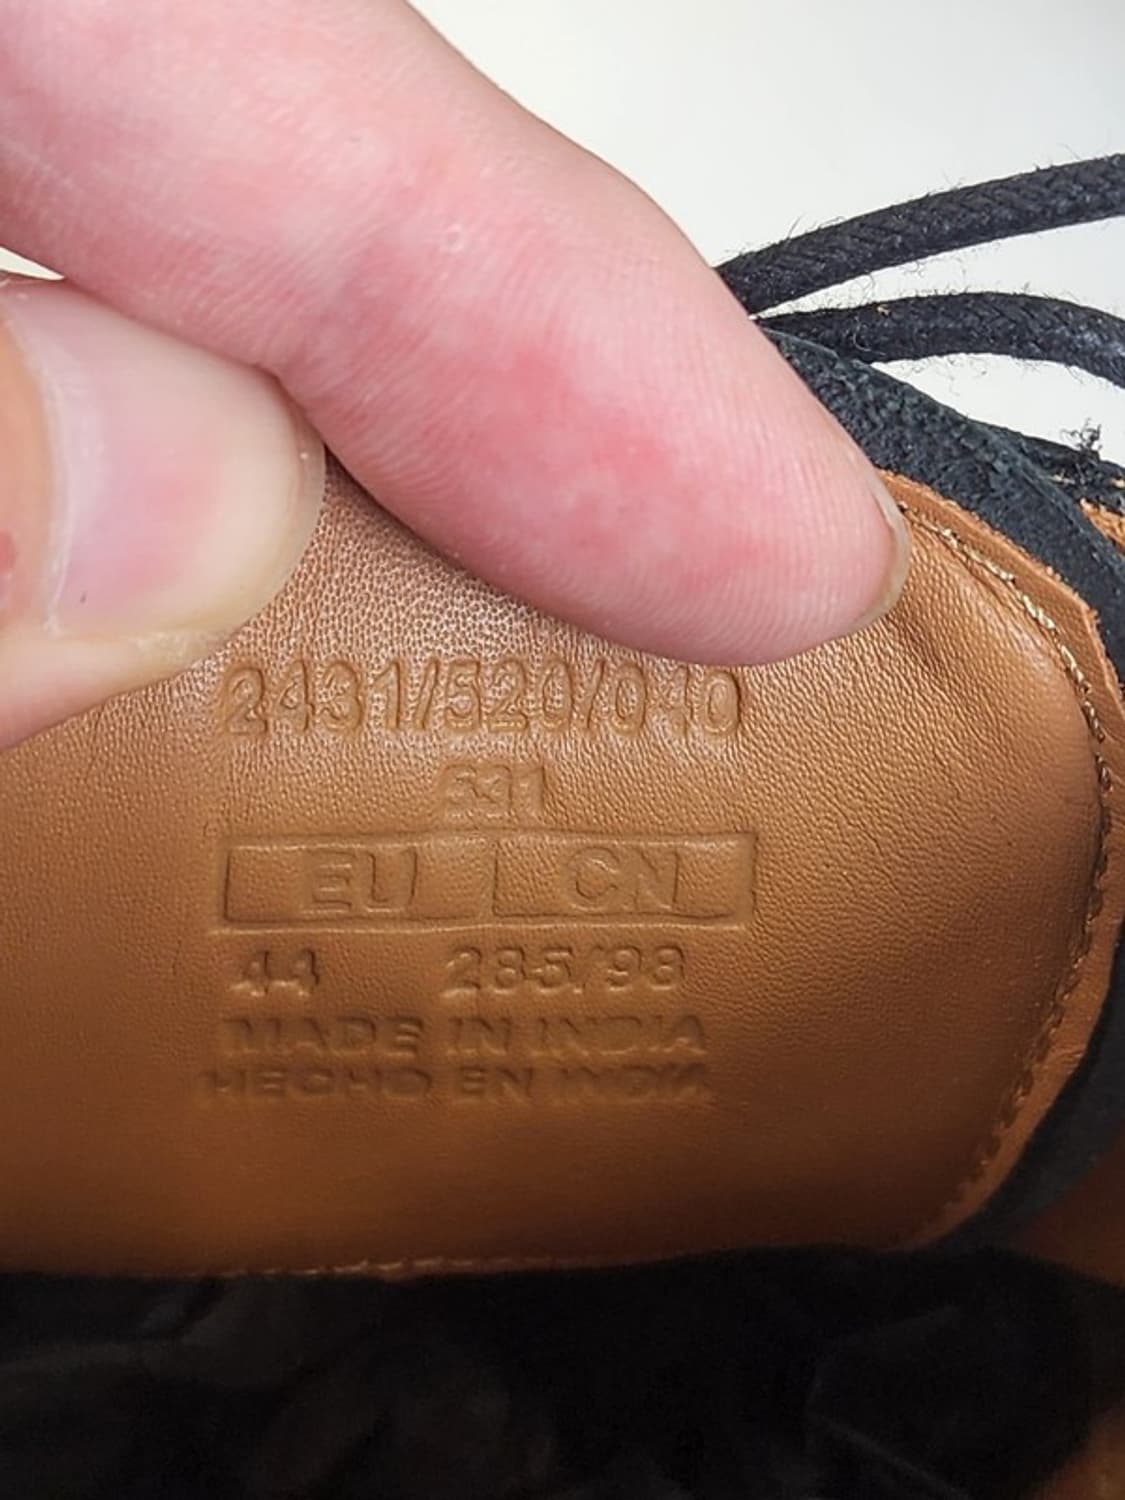 2431/520/040
531
EU CN
44 285/98
MADE IN INDIA
HECHO EN INDIA